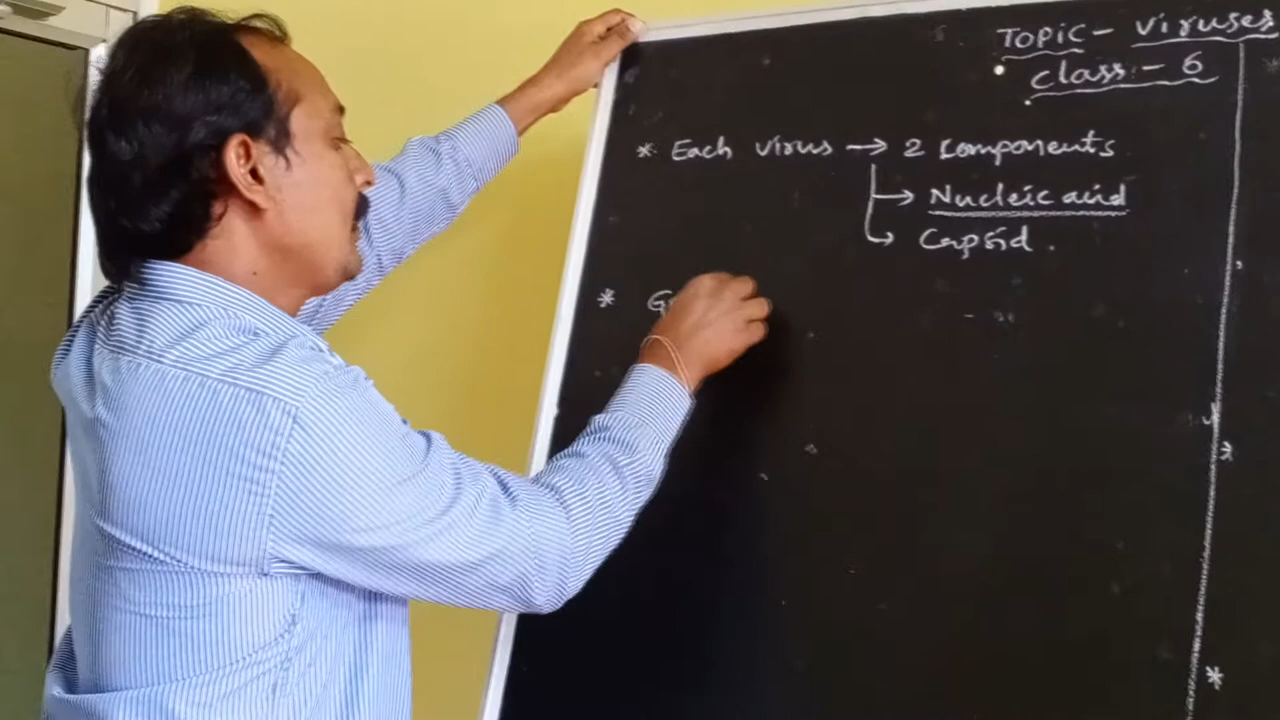 Topic - Viruses
Class - 6
* Each virus → 2 components
→ Nucleic acid
→ Capsid.
*